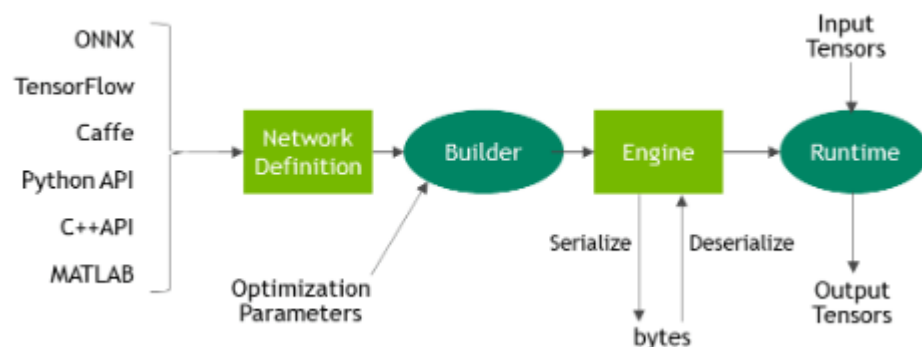 ONNX
TensorFlow
Caffe
Python API
C++API
MATLAB
Network
Definition
Builder
Optimization
Parameters
Engine
Serialize
Deserialize
bytes
Input
Tensors
Runtime
Output
Tensors